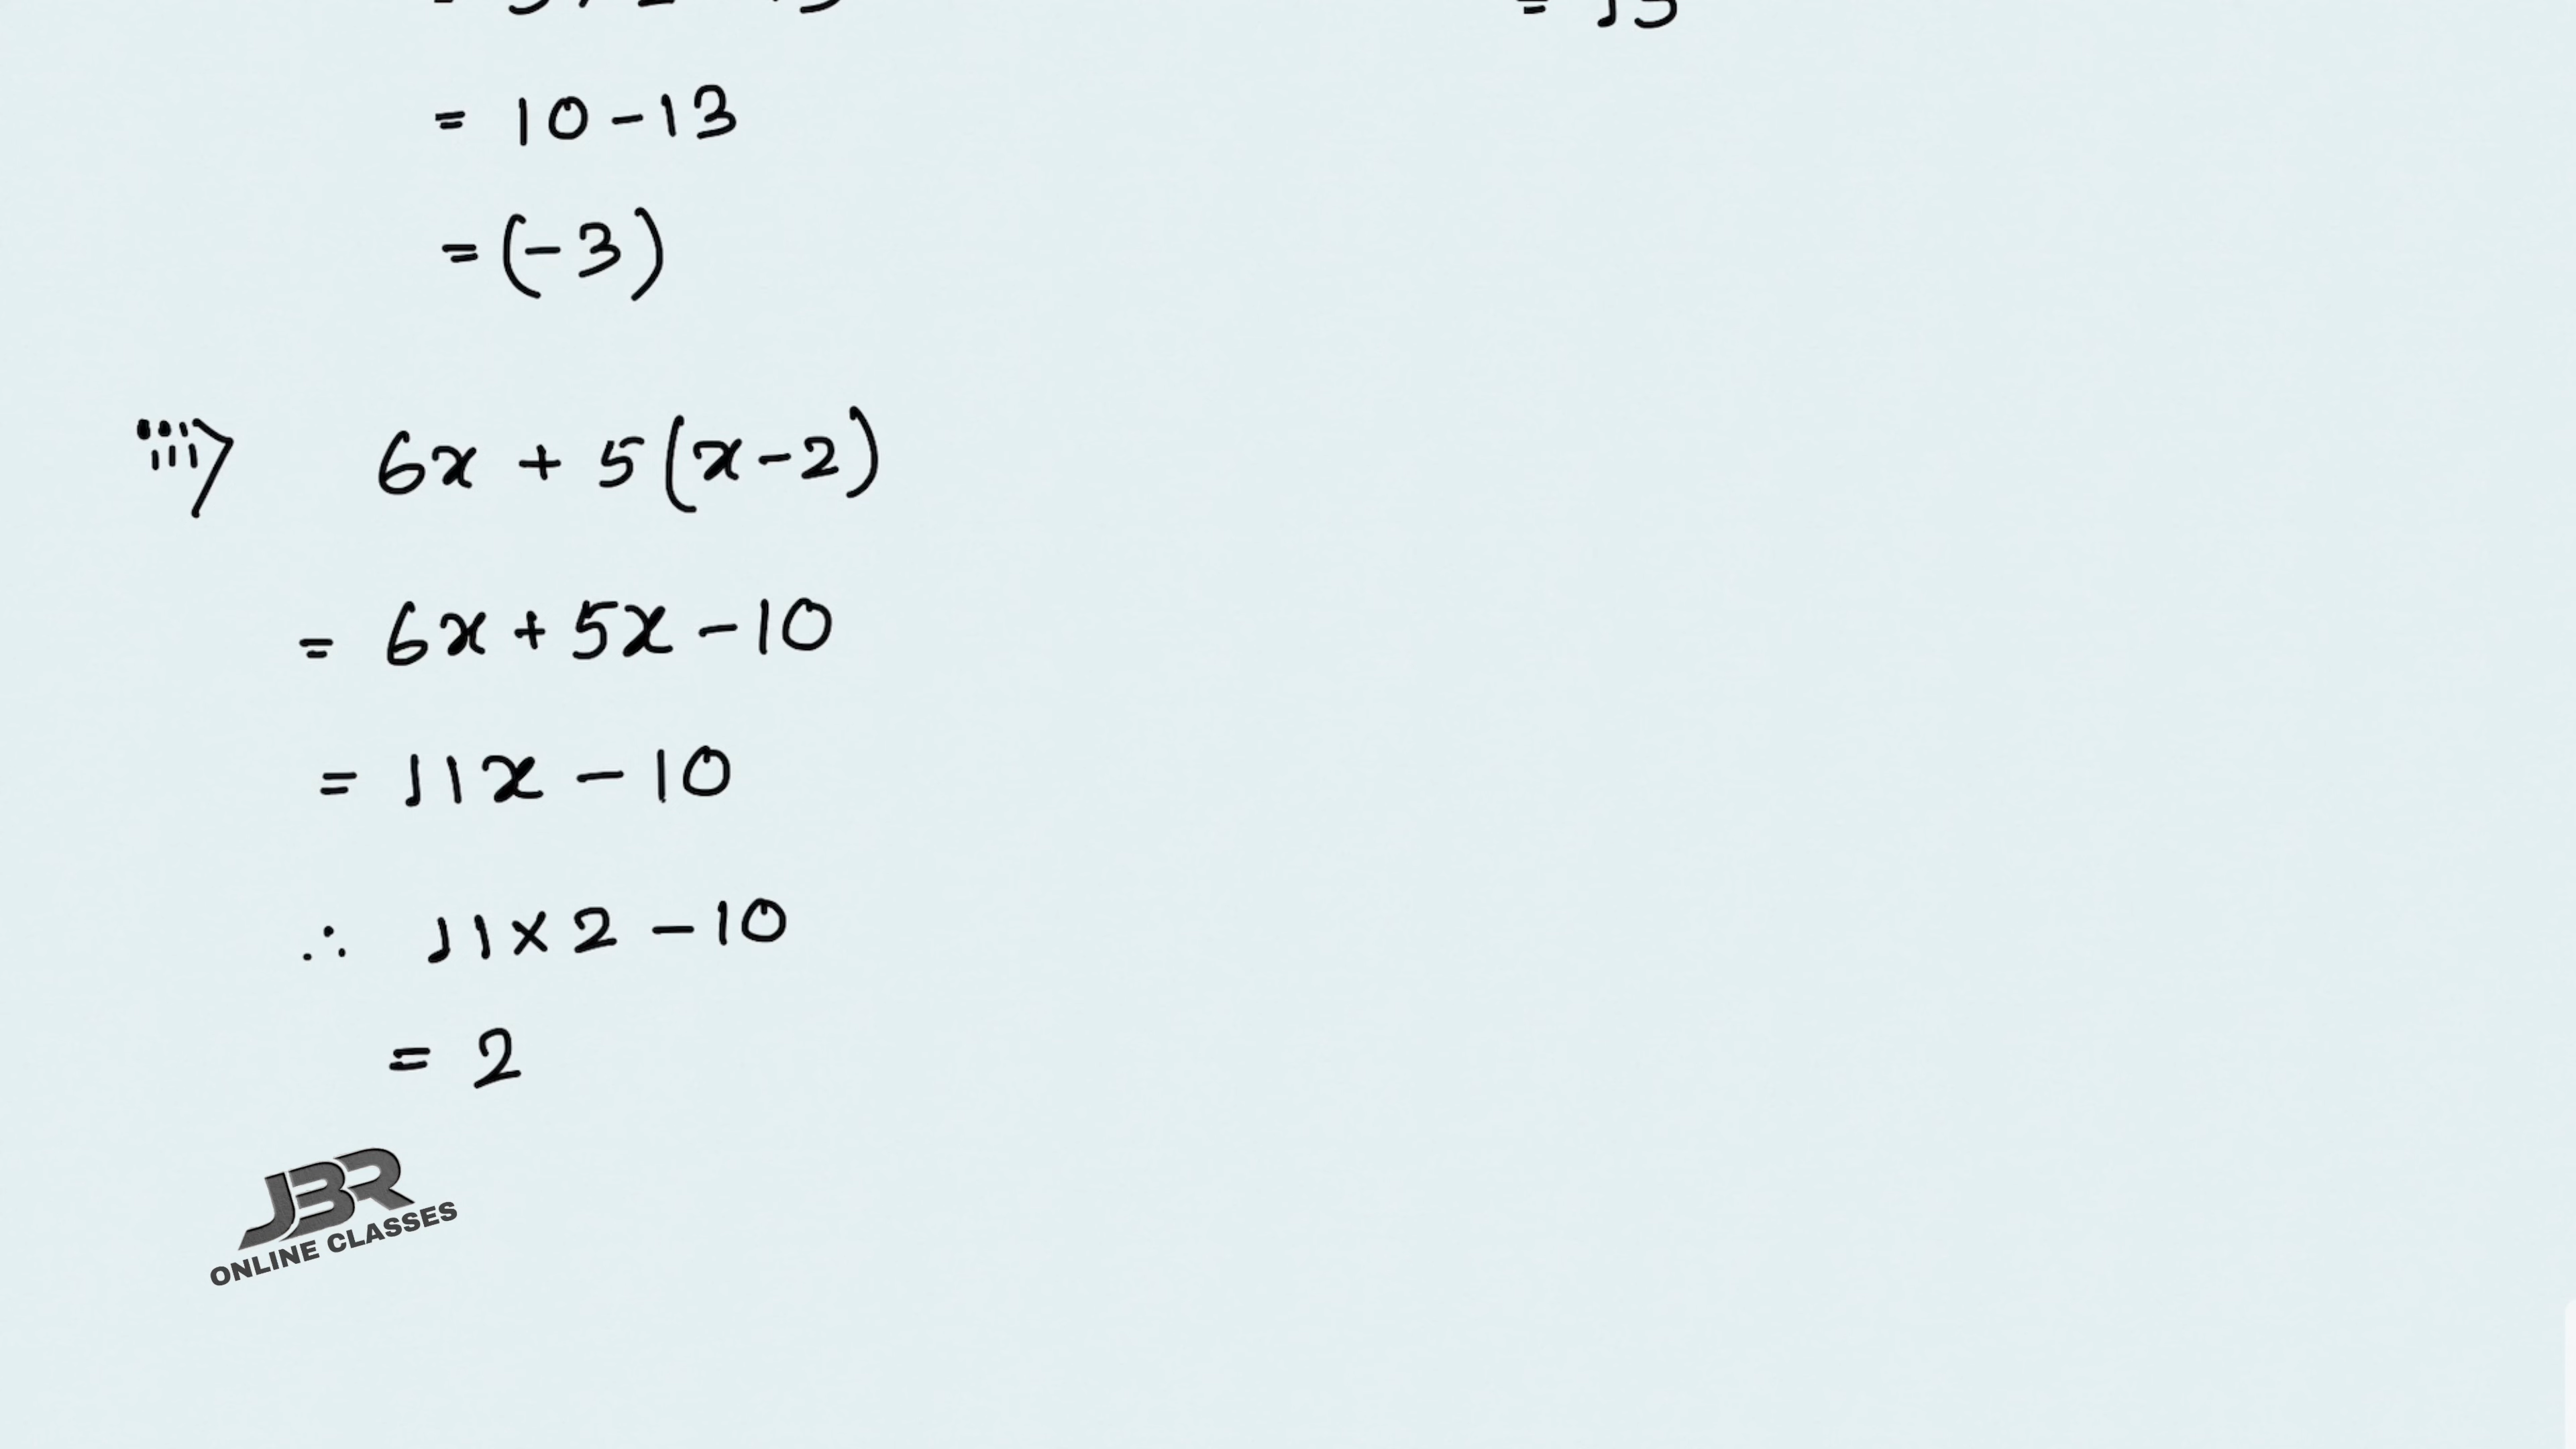 = 10 - 13
= (-3)
iii> 6x + 5(x-2)
= 6x + 5x - 10
= 11x - 10
∴ 11 × 2 - 10
= 2
JBR
ONLINE CLASSES